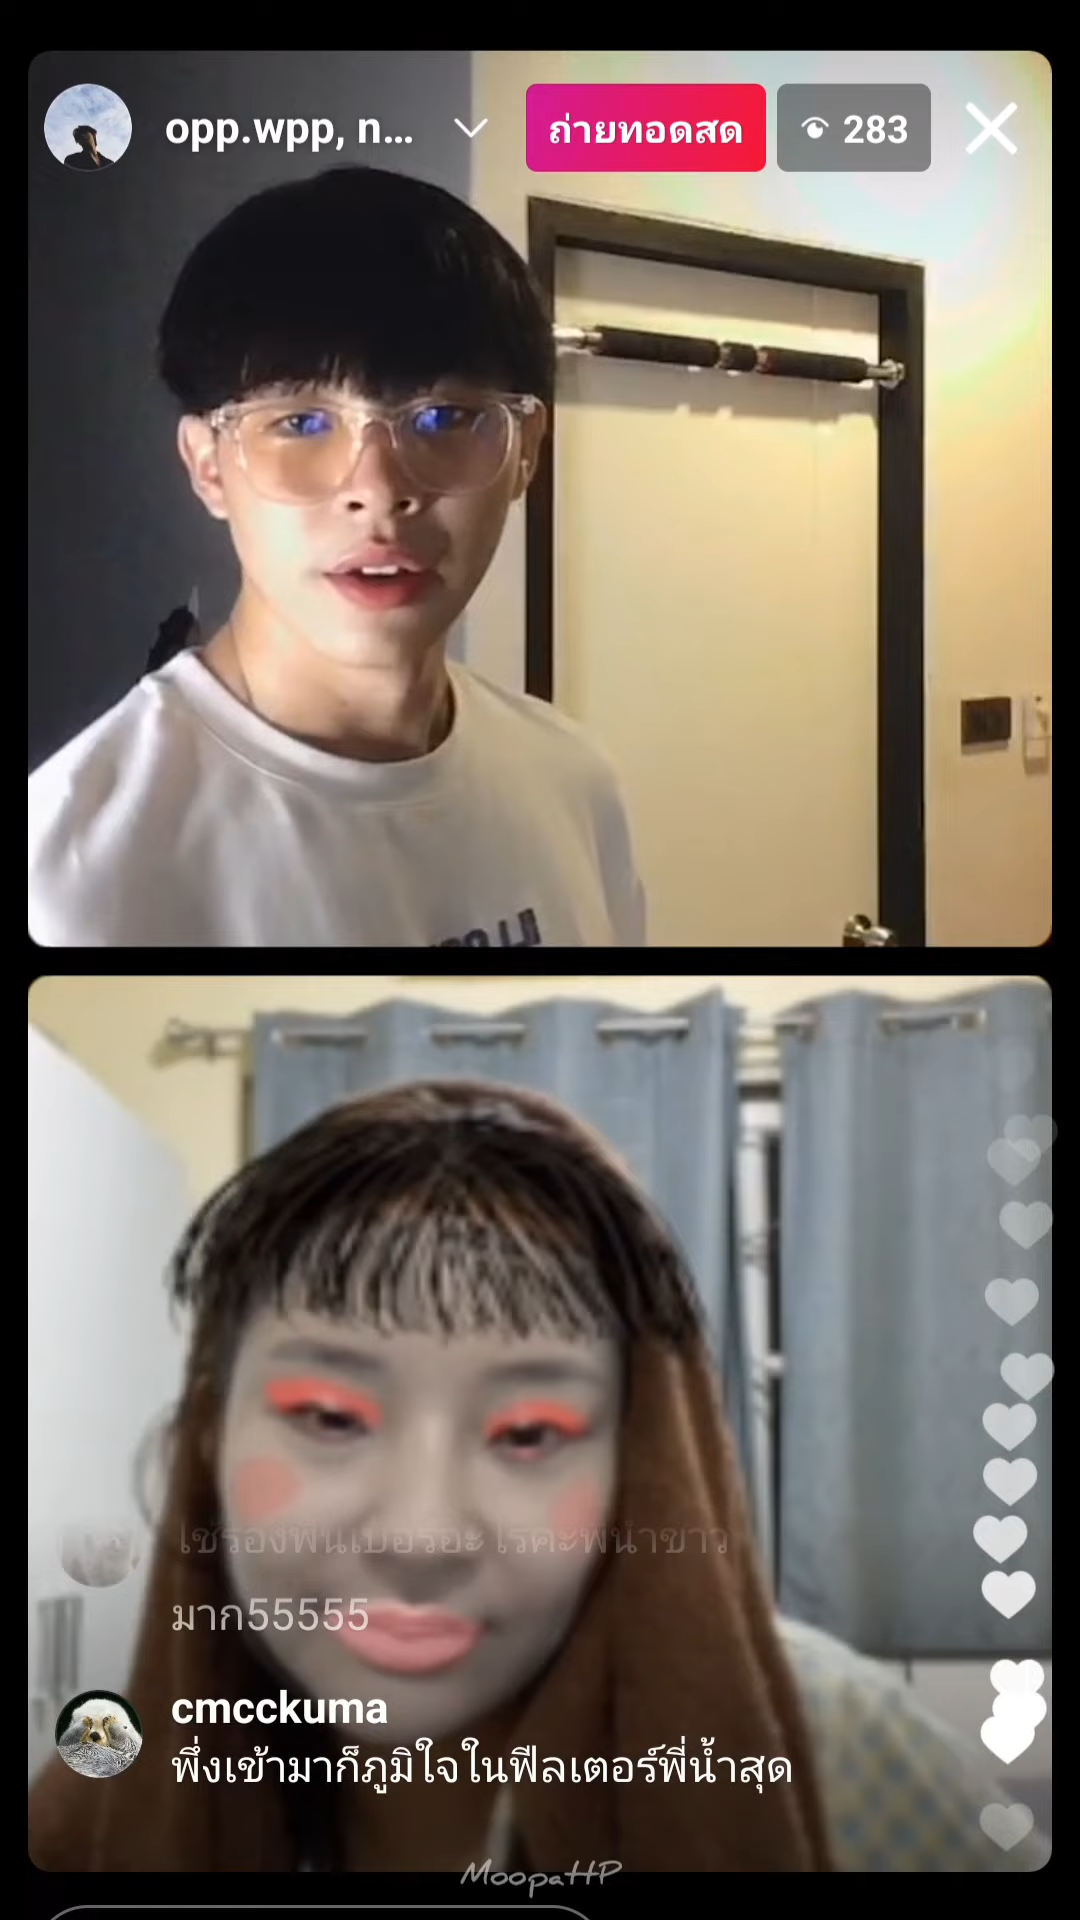 opp.wpp, n...
ถ่ายทอดสด
283
มาก55555
cmcckuma
พึ่งเข้ามาก็ภูมิใจในฟีลเตอร์พี่น้ำสุด
MoopaHP